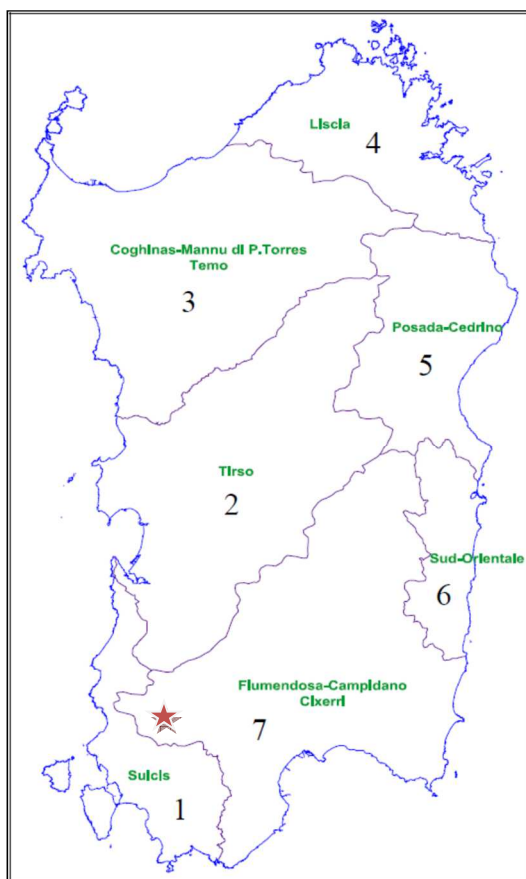 Liscia
4
Coghinas-Mannu di P.Torres
Temo
3
Posada-Cedrino
5
Tirso
2
Sud-Orientale
6
Flumendosa-Campidano
Cixerri
7
Sulcis
1